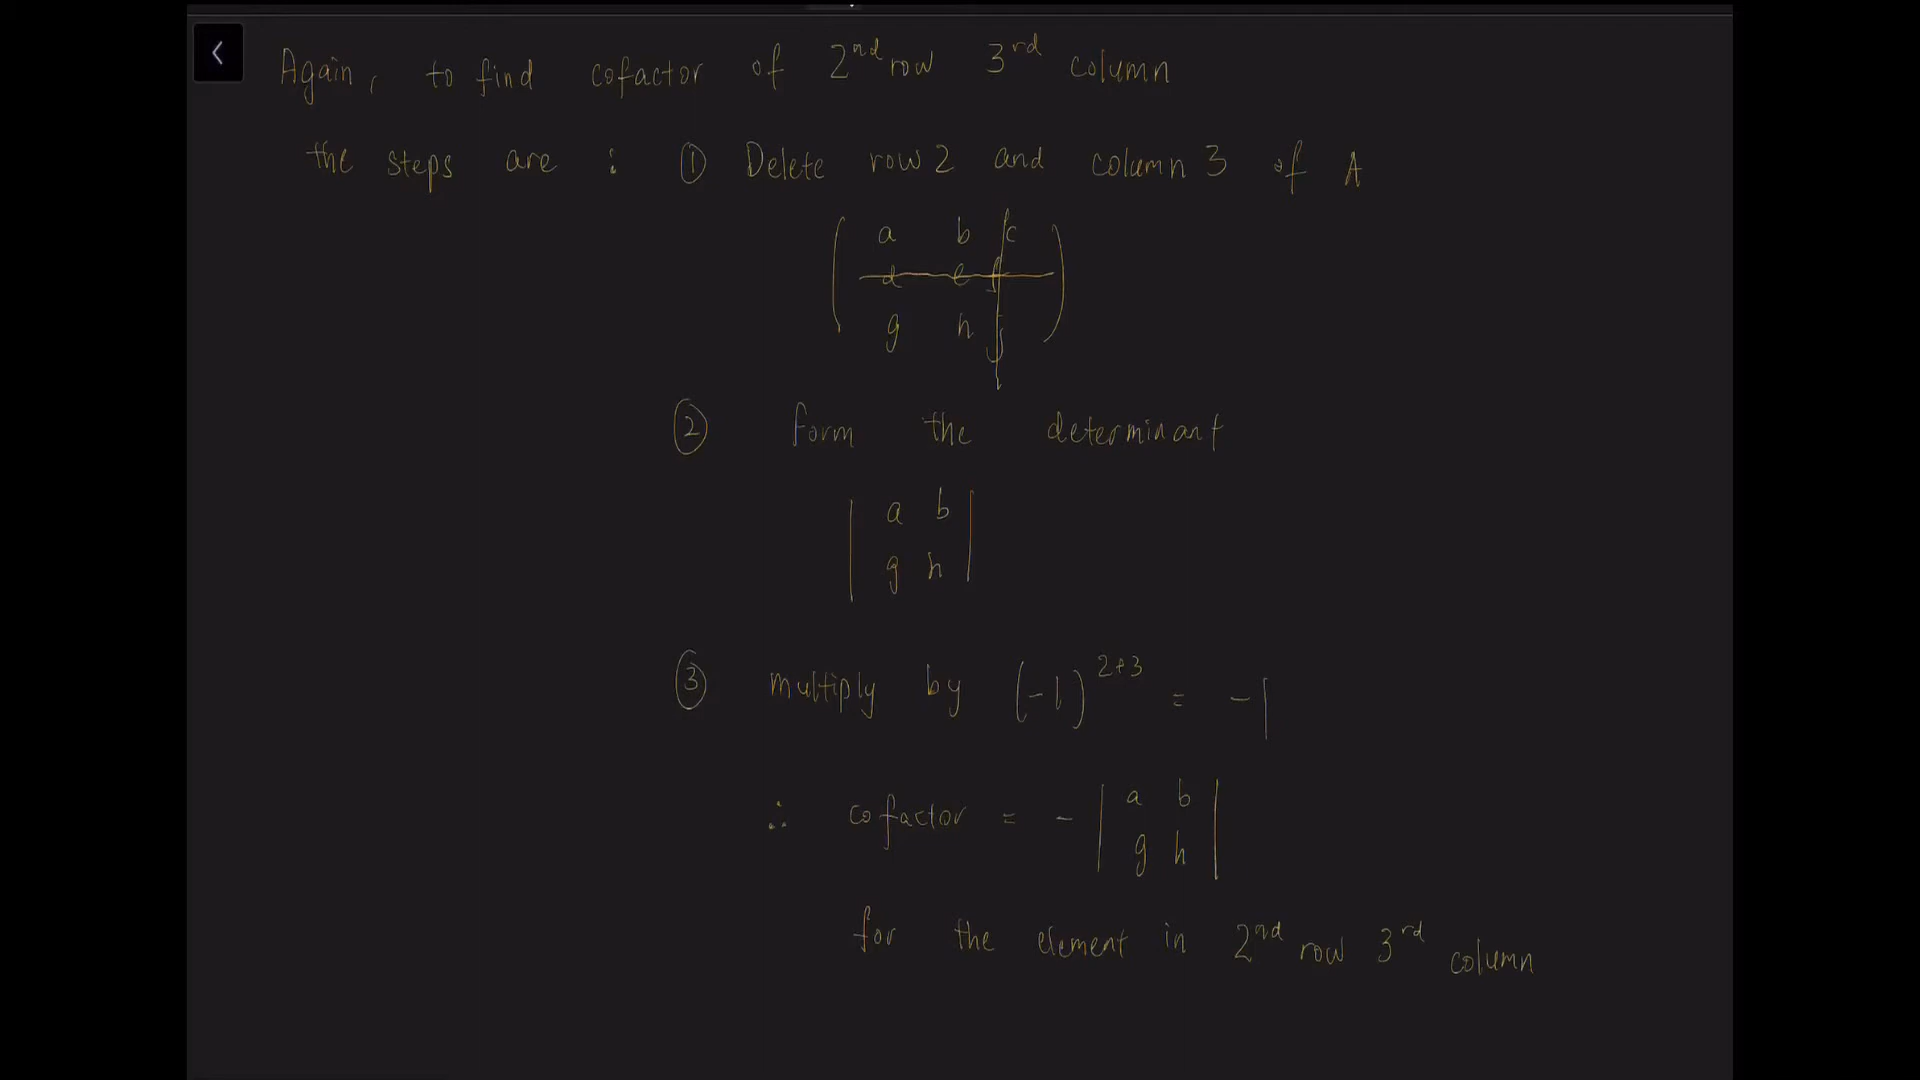 Again, to find cofactor of 2nd row 3rd column
the steps are : ① Delete row 2 and column 3 of A
a b c
d e f
g h j
② form the determinant
| a b |
| g h |
③ multiply by (-1)^2+3 = -1
∴ cofactor = - | a b |
| g h |
for the element in 2nd row 3rd column